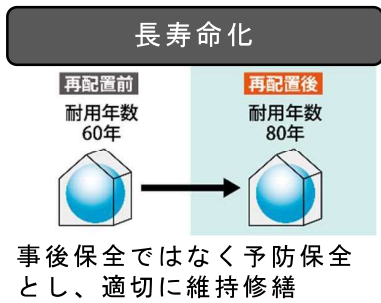 長寿命化
再配置前
耐用年数
60年
再配置後
耐用年数
80年
事後保全ではなく予防保全
とし、適切に維持修繕